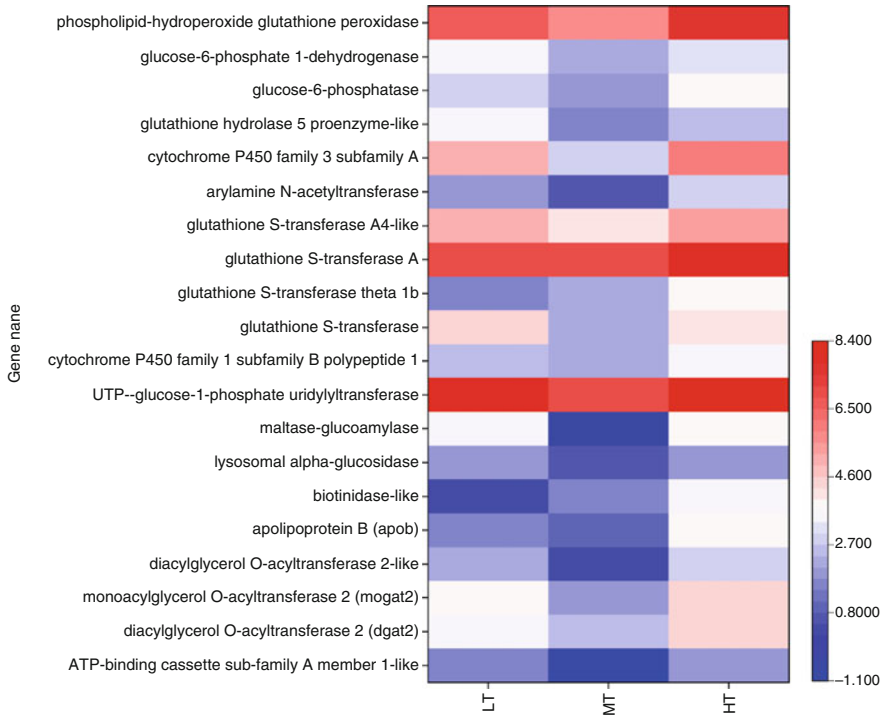 phospholipid-hydroperoxide glutathione peroxidase
glucose-6-phosphate 1-dehydrogenase
glucose-6-phosphatase
glutathione hydrolase 5 proenzyme-like
cytochrome P450 family 3 subfamily A
arylamine N-acetyltransferase
glutathione S-transferase A4-like
glutathione S-transferase A
glutathione S-transferase theta 1b
glutathione S-transferase
cytochrome P450 family 1 subfamily B polypeptide 1
UTP--glucose-1-phosphate uridylyltransferase
maltase-glucoamylase
lysosomal alpha-glucosidase
biotinidase-like
apolipoprotein B (apob)
diacylglycerol O-acyltransferase 2-like
monoacylglycerol O-acyltransferase 2 (mogat2)
diacylglycerol O-acyltransferase 2 (dgat2)
ATP-binding cassette sub-family A member 1-like
Gene nane
LT
MT
HT
8.400
6.500
4.600
2.700
0.8000
–1.100